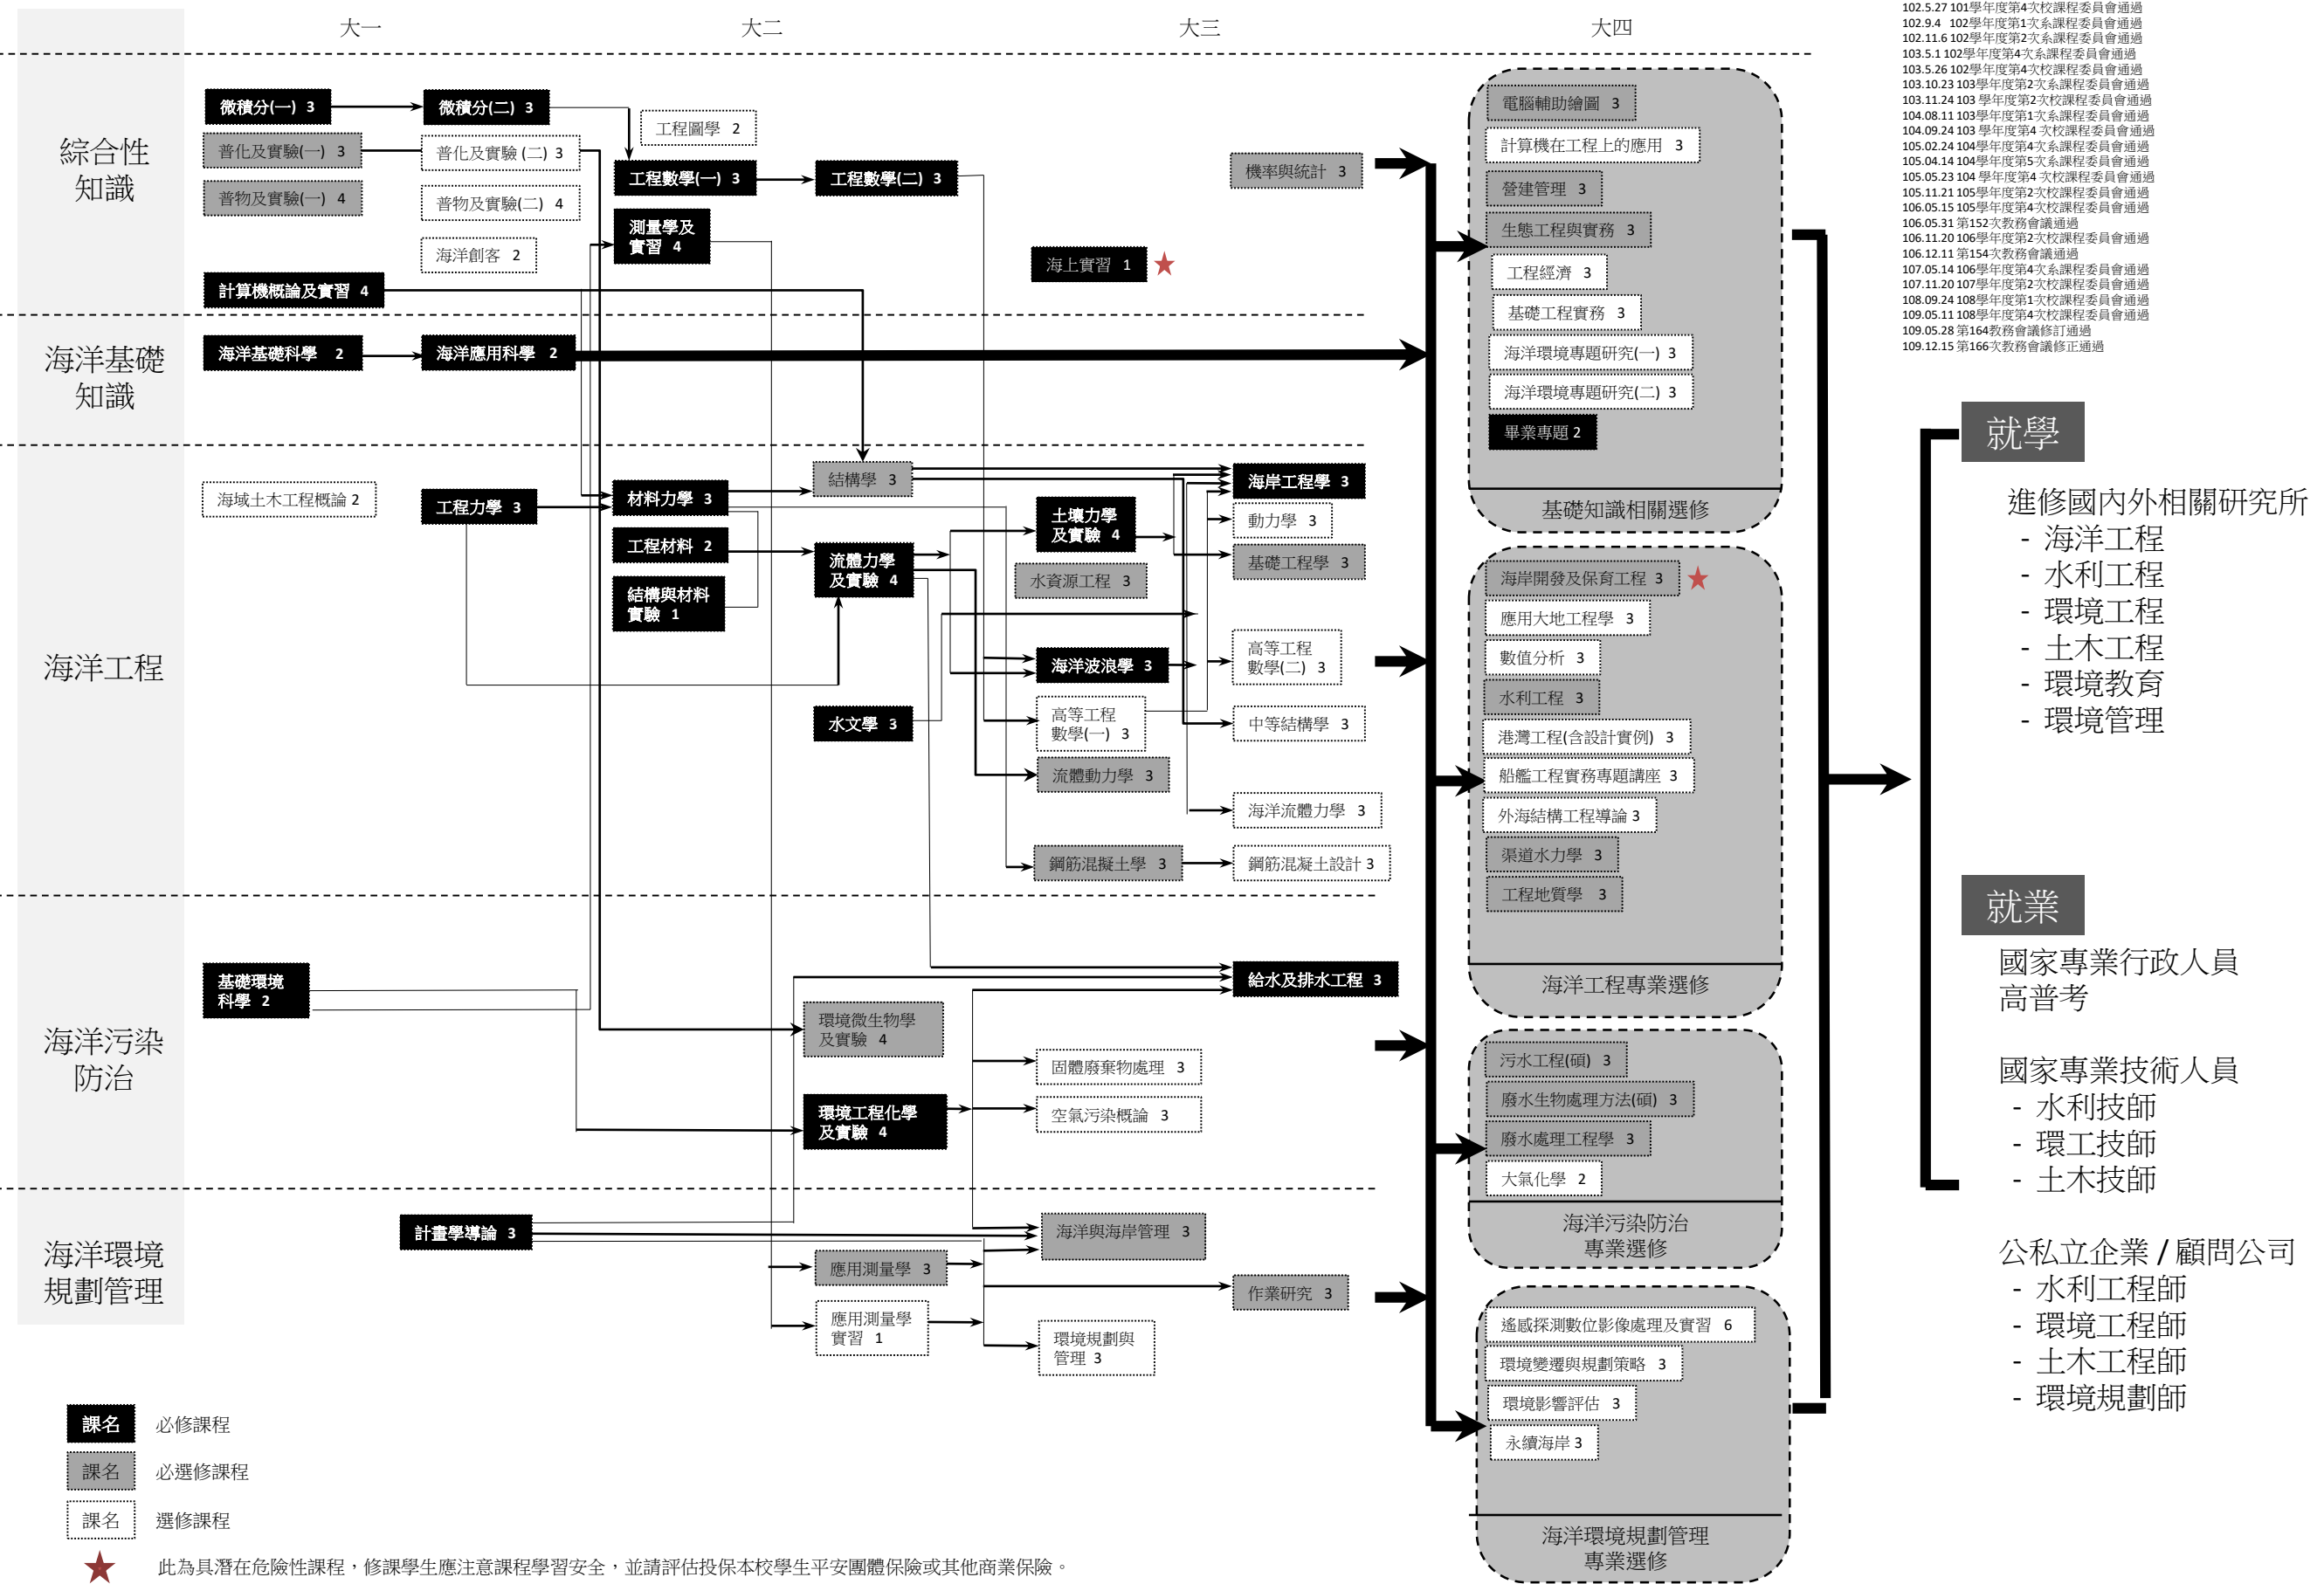 大一
大二
大三
大四
102.5.27 101學年度第4次校課程委員會通過
102.9.4 102學年度第1次系課程委員會通過
102.11.6 102學年度第2次系課程委員會通過
103.5.1 102學年度第4次系課程委員會通過
103.5.26 102學年度第4次校課程委員會通過
103.10.23 103學年度第2次系課程委員會通過
103.11.24 103 學年度第2次校課程委員會通過
104.08.11 103學年度第1次系課程委員會通過
104.09.24 103 學年度第4 次校課程委員會通過
105.02.24 104學年度第4次系課程委員會通過
105.04.14 104學年度第5次系課程委員會通過
105.05.23 104 學年度第4 次校課程委員會通過
105.11.21 105學年度第2次校課程委員會通過
106.05.15 105學年度第4次校課程委員會通過
106.05.31 第152次教務會議通過
106.11.20 106學年度第2次校課程委員會通過
106.12.11 第154次教務會議通過
107.05.14 106學年度第4次系課程委員會通過
107.11.20 107學年度第2次校課程委員會通過
108.09.24 108學年度第1次校課程委員會通過
109.05.11 108學年度第4次校課程委員會通過
109.05.28 第164教務會議修訂通過
109.12.15 第166次教務會議修正通過
綜合性
知識
微積分(一) 3
微積分(二) 3
工程圖學 2
普化及實驗(一) 3
普化及實驗 (二) 3
工程數學(一) 3
工程數學(二) 3
機率與統計 3
普物及實驗(一) 4
普物及實驗(二) 4
測量學及
實習 4
海洋創客 2
海上實習 1
計算機概論及實習 4
海洋基礎
知識
海洋基礎科學 2
海洋應用科學 2
海洋工程
海域土木工程概論 2
工程力學 3
材料力學 3
結構學 3
海岸工程學 3
工程材料 2
土壤力學
及實驗 4
動力學 3
流體力學
及實驗 4
基礎工程學 3
結構與材料
實驗 1
水資源工程 3
海洋波浪學 3
高等工程
數學(二) 3
水文學 3
高等工程
數學(一) 3
中等結構學 3
流體動力學 3
海洋流體力學 3
鋼筋混擬土學 3
鋼筋混凝土設計 3
海洋污染
防治
基礎環境
科學 2
給水及排水工程 3
環境微生物學
及實驗 4
固體廢棄物處理 3
環境工程化學
及實驗 4
空氣污染概論 3
海洋環境
規劃管理
計畫學導論 3
海洋與海岸管理 3
應用測量學 3
作業研究 3
應用測量學
實習 1
環境規劃與
管理 3
電腦輔助繪圖 3
計算機在工程上的應用 3
營建管理 3
生態工程與實務 3
工程經濟 3
基礎工程實務 3
海洋環境專題研究(一) 3
海洋環境專題研究(二) 3
畢業專題 2
基礎知識相關選修
海岸開發及保育工程 3
應用大地工程學 3
數值分析 3
水利工程 3
港灣工程(含設計實例) 3
船艦工程實務專題講座 3
外海結構工程導論 3
渠道水力學 3
工程地質學 3
海洋工程專業選修
污水工程(碩) 3
廢水生物處理方法(碩) 3
廢水處理工程學 3
大氣化學 2
海洋污染防治
專業選修
遙感探測數位影像處理及實習 6
環境變遷與規劃策略 3
環境影響評估 3
永續海岸 3
海洋環境規劃管理
專業選修
就學
進修國內外相關研究所
- 海洋工程
- 水利工程
- 環境工程
- 土木工程
- 環境教育
- 環境管理
就業
國家專業行政人員
高普考
國家專業技術人員
- 水利技師
- 環工技師
- 土木技師
公私立企業 / 顧問公司
- 水利工程師
- 環境工程師
- 土木工程師
- 環境規劃師
課名 必修課程
課名 必選修課程
課名 選修課程
此為具潛在危險性課程，修課學生應注意課程學習安全，並請評估投保本校學生平安團體保險或其他商業保險。